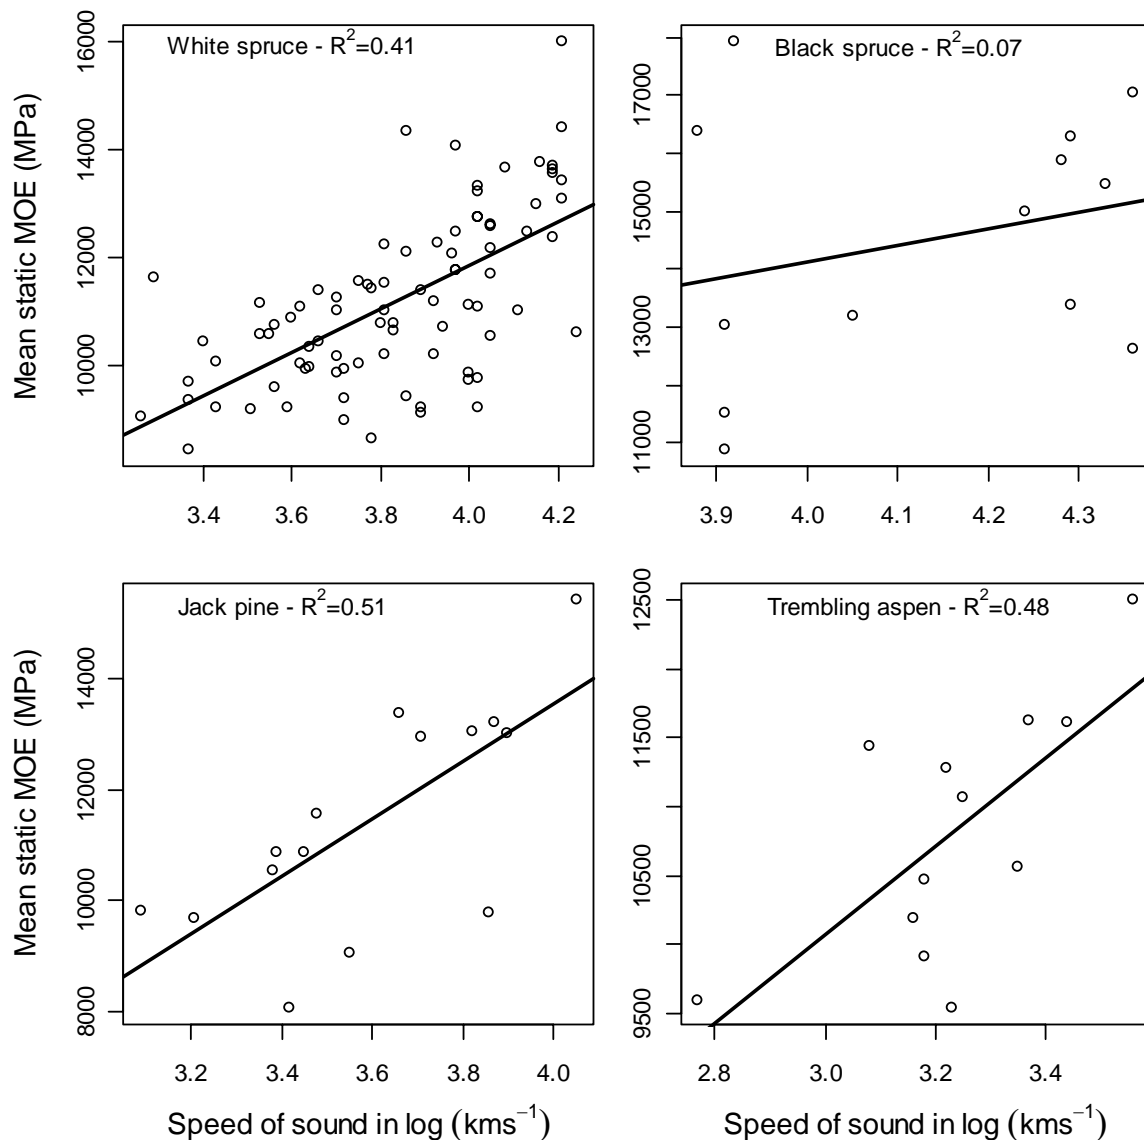 White spruce - R²=0.41
Mean static MOE (MPa)
16000
14000
12000
10000
3.4 3.6 3.8 4.0 4.2
Black spruce - R²=0.07
17000
15000
13000
11000
3.9 4.0 4.1 4.2 4.3
Jack pine - R²=0.51
Mean static MOE (MPa)
14000
12000
10000
8000
3.2 3.4 3.6 3.8 4.0
Speed of sound in log (kms⁻¹)
Trembling aspen - R²=0.48
12500
11500
10500
9500
2.8 3.0 3.2 3.4
Speed of sound in log (kms⁻¹)